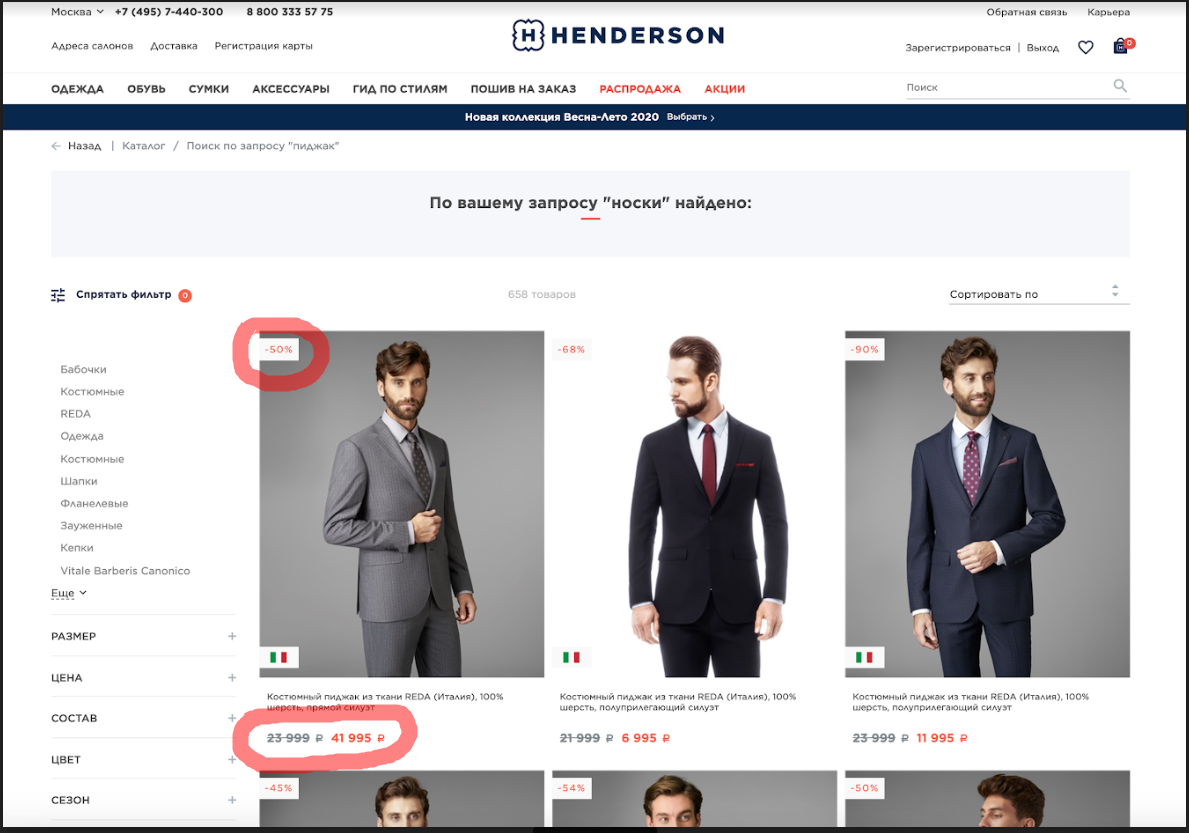 Москва +7 (495) 7-440-300 8 800 333 57 75
Обратная связь Карьера
HENDERSON
Адреса салонов Доставка Регистрация карты
Зарегистрироваться | Выход 0
ОДЕЖДА ОБУВЬ СУМКИ АКСЕССУАРЫ ГИД ПО СТИЛЯМ ПОШИВ НА ЗАКАЗ РАСПРОДАЖА АКЦИИ Поиск
Новая коллекция Весна-Лето 2020 Выбрать >
← Назад | Каталог / Поиск по запросу "пиджак"
По вашему запросу "носки" найдено:
Спрятать фильтр 0
658 товаров
Сортировать по
Бабочки
Костюмные
REDA
Одежда
Костюмные
Шапки
Фланелевые
Зауженные
Кепки
Vitale Barberis Canonico
Еще
РАЗМЕР +
ЦЕНА +
СОСТАВ +
ЦВЕТ +
СЕЗОН +
-50%
Костюмный пиджак из ткани REDA (Италия), 100%
шерсть, прямой силуэт
23 999 ₽ 41 995 ₽
-68%
Костюмный пиджак из ткани REDA (Италия), 100%
шерсть, полуприлегающий силуэт
21 999 ₽ 6 995 ₽
-90%
Костюмный пиджак из ткани REDA (Италия), 100%
шерсть, полуприлегающий силуэт
23 999 ₽ 11 995 ₽
-45%
-54%
-50%